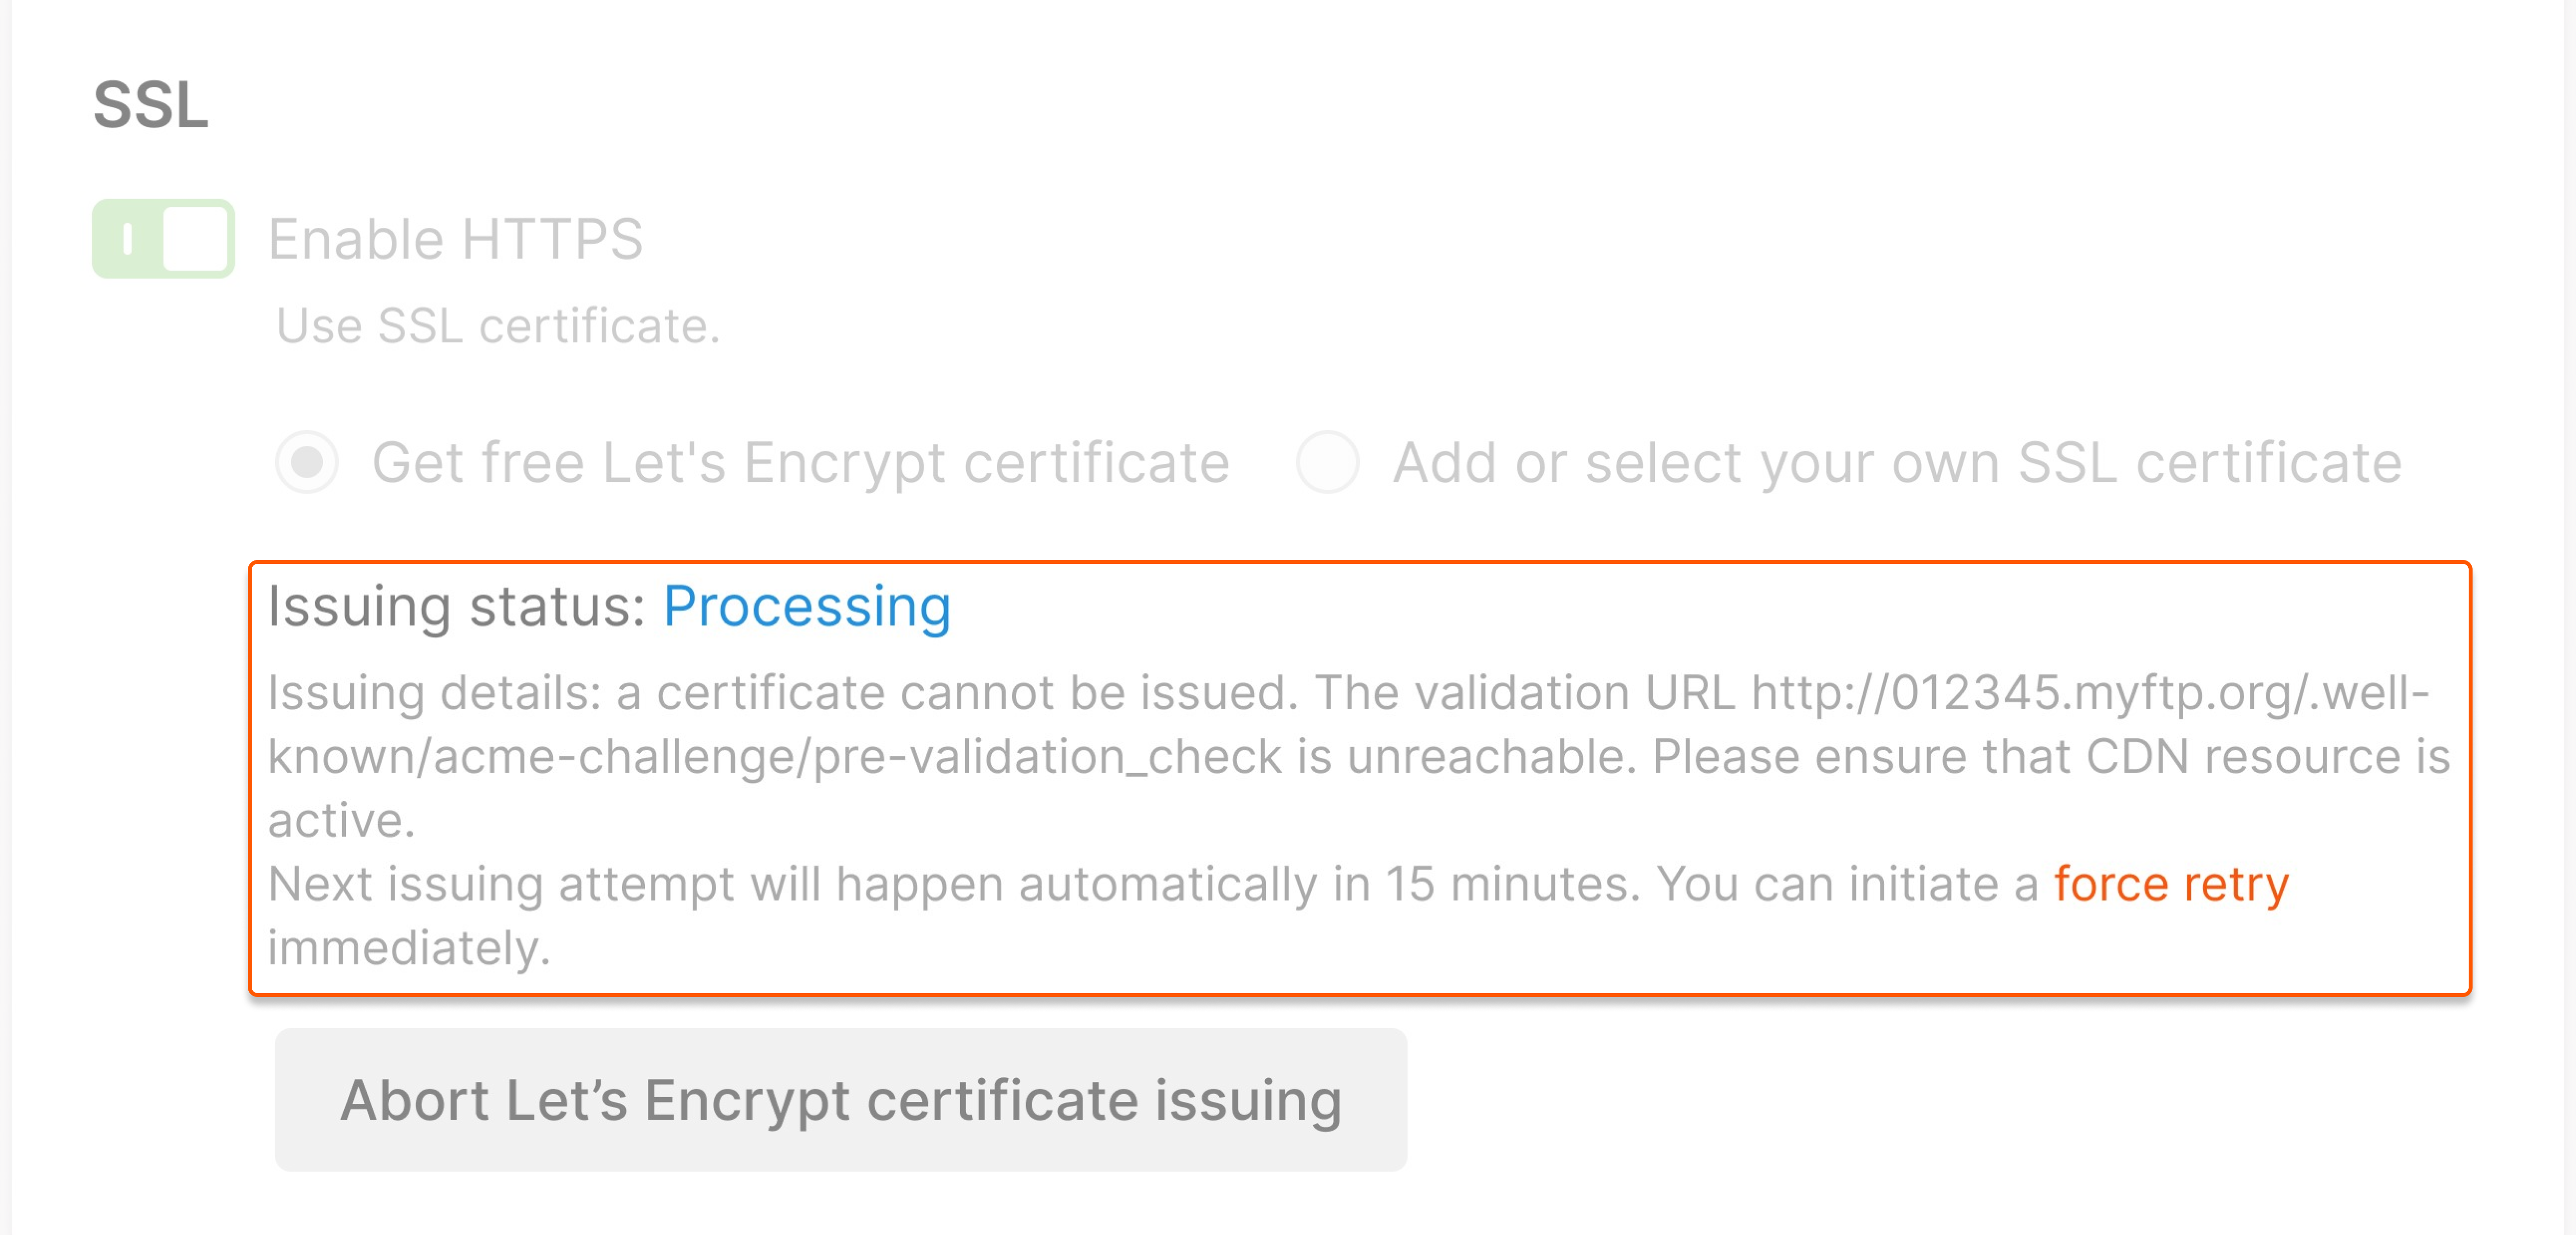 SSL
Enable HTTPS
Use SSL certificate.
Get free Let's Encrypt certificate Add or select your own SSL certificate
Issuing status: Processing
Issuing details: a certificate cannot be issued. The validation URL http://012345.myftp.org/.well-
known/acme-challenge/pre-validation_check is unreachable. Please ensure that CDN resource is
active.
Next issuing attempt will happen automatically in 15 minutes. You can initiate a force retry
immediately.
Abort Let’s Encrypt certificate issuing